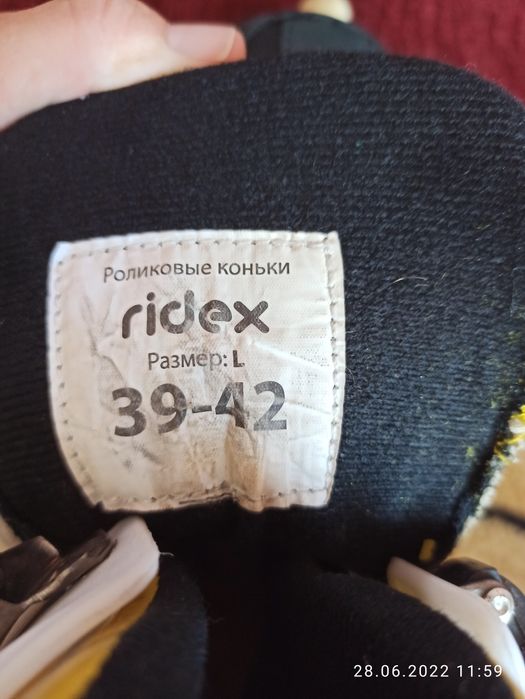 Роликовые коньки
ridex
Размер: L
39-42
28.06.2022 11:59